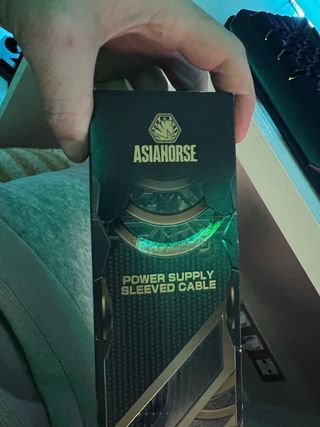 ASIAHORSE
POWER SUPPLY
SLEEVED CABLE